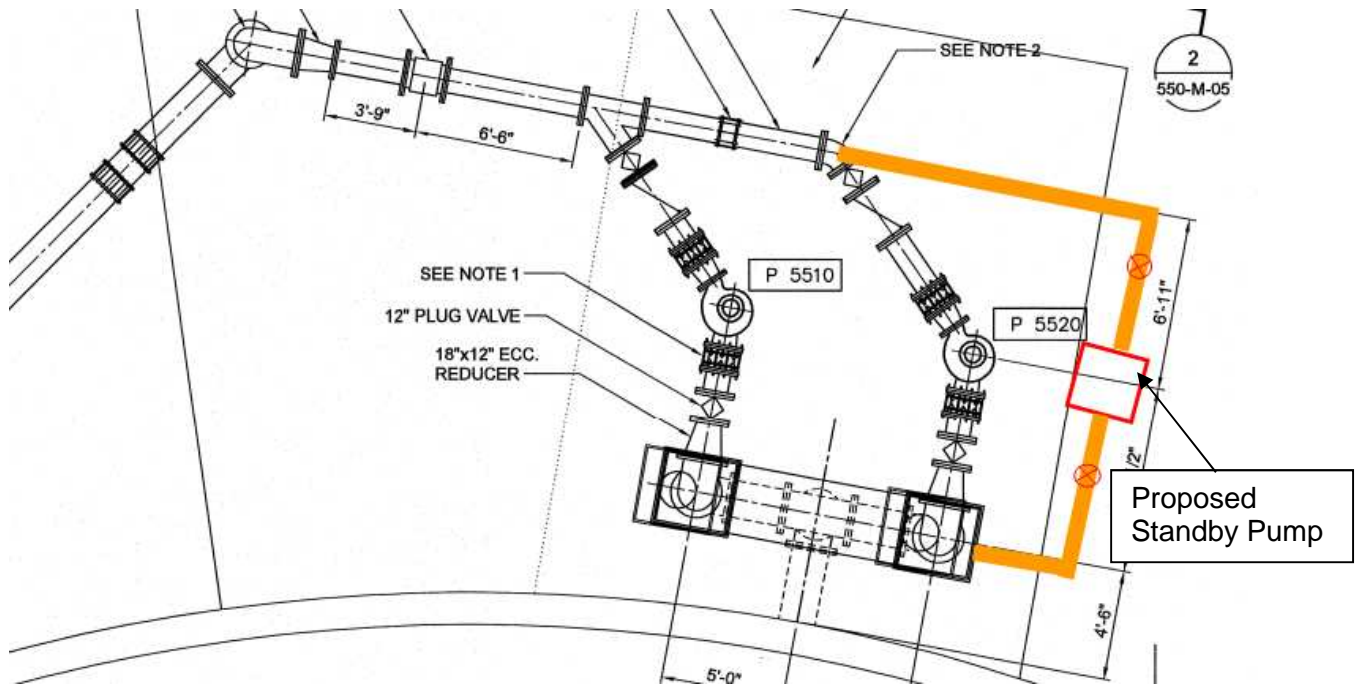 SEE NOTE 2
2
550-M-05
3'-9"
6'-6"
SEE NOTE 1
P 5510
12" PLUG VALVE
P 5520
6'-11"
18"x12" ECC.
REDUCER
/2"
Proposed
Standby Pump
4'-6"
5'-0"